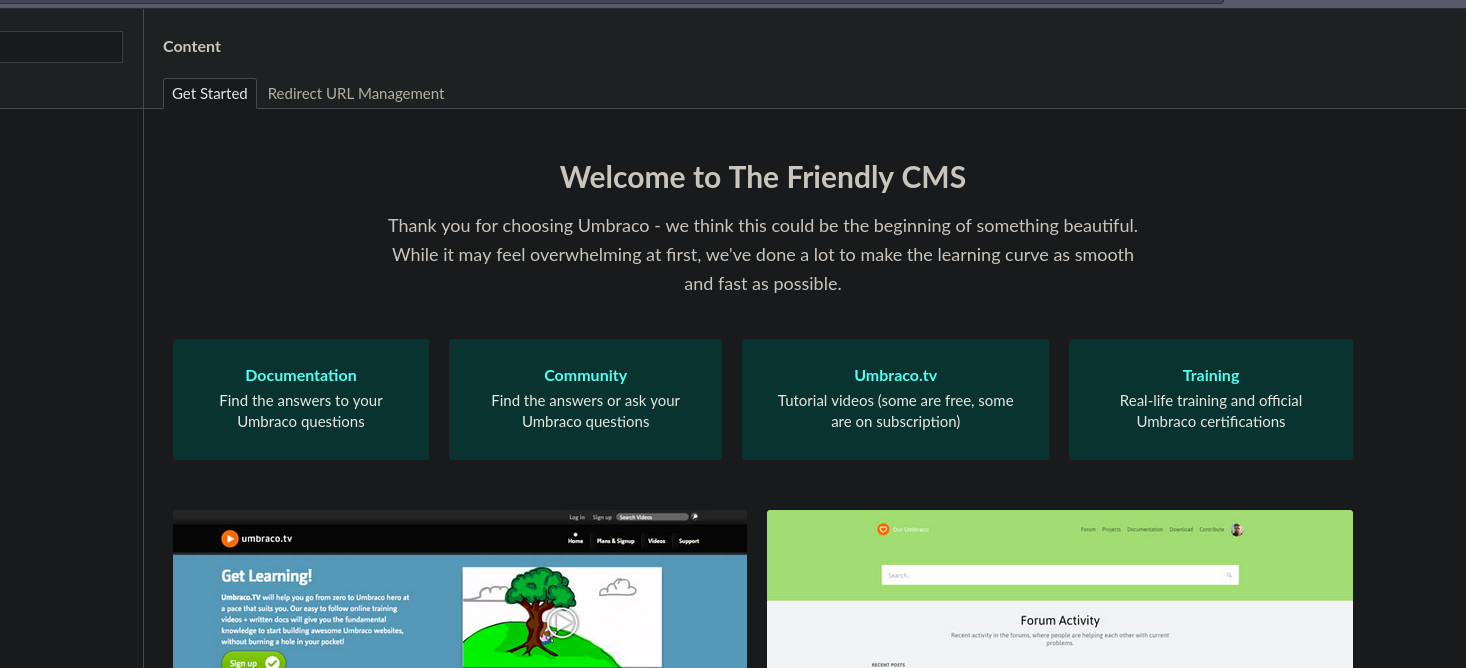 Content
Get Started
Redirect URL Management
Welcome to The Friendly CMS
Thank you for choosing Umbraco - we think this could be the beginning of something beautiful.
While it may feel overwhelming at first, we've done a lot to make the learning curve as smooth
and fast as possible.
Documentation
Find the answers to your
Umbraco questions
Community
Find the answers or ask your
Umbraco questions
Umbraco.tv
Tutorial videos (some are free, some
are on subscription)
Training
Real-life training and official
Umbraco certifications
Log in Sign up Search Videos
umbraco.tv
Home Plans & Signup Videos Support
Get Learning!
Umbraco.TV will help you go from zero to Umbraco hero at
a pace that suits you. Our easy to follow online training
videos + written docs will give you the fundamental
knowledge to start building awesome Umbraco websites,
without burning a hole in your pocket!
Sign up
Our Umbraco
Forum Projects Documentation Download Contribute
Search..
Forum Activity
Recent activity in the forums, where people are helping each other with current
problems.
RECENT POSTS